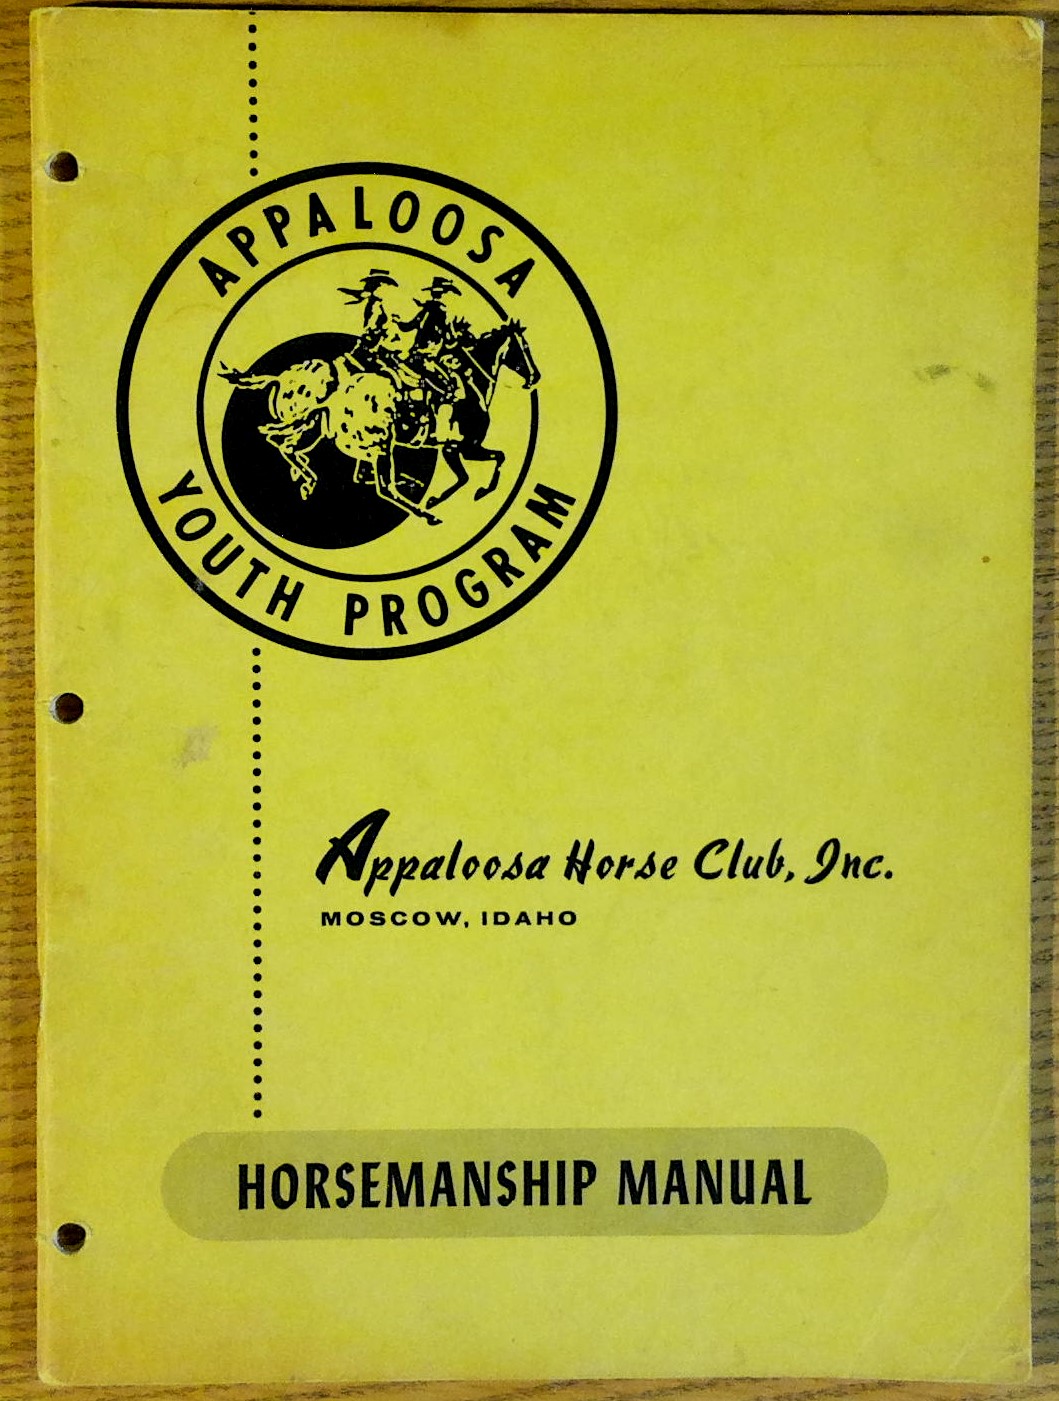 APPALOOSA
YOUTH PROGRAM
Appaloosa Horse Club, Inc.
MOSCOW, IDAHO
HORSEMANSHIP MANUAL